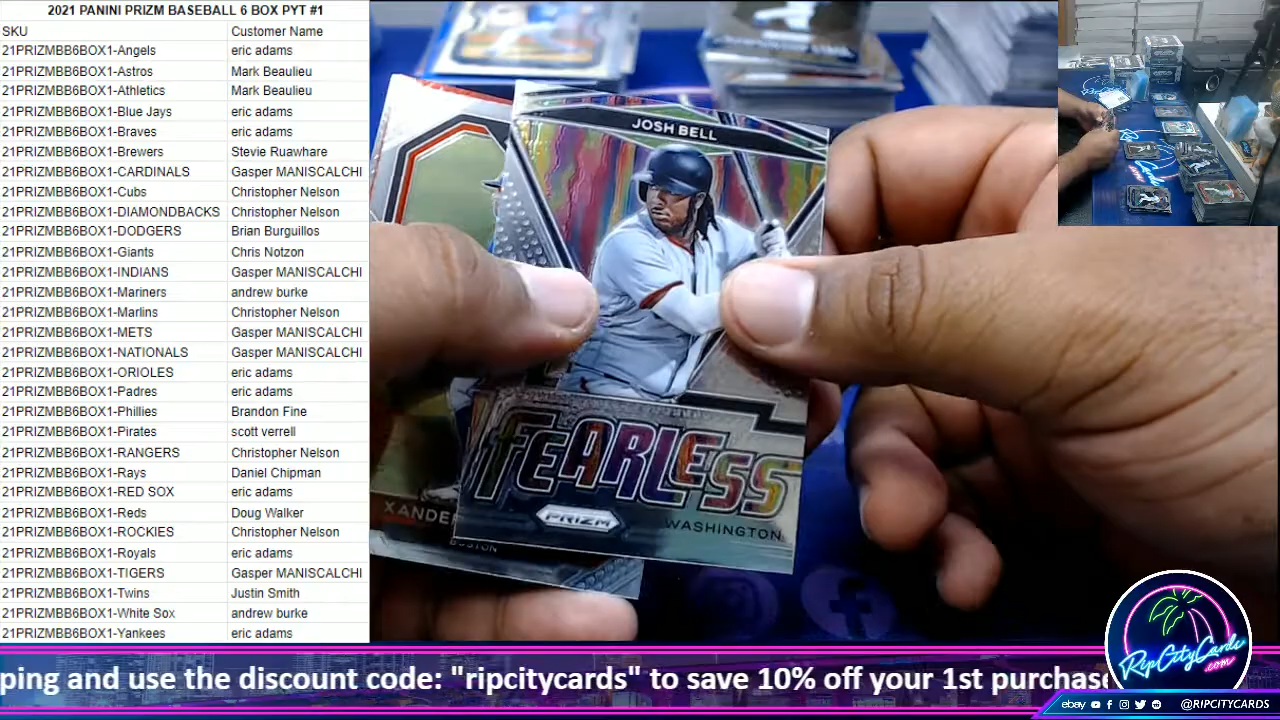 2021 PANINI PRIZM BASEBALL 6 BOX PYT #1
SKU Customer Name
21PRIZMBB6BOX1-Angels eric adams
21PRIZMBB6BOX1-Astros Mark Beaulieu
21PRIZMBB6BOX1-Athletics Mark Beaulieu
21PRIZMBB6BOX1-Blue Jays eric adams
21PRIZMBB6BOX1-Braves eric adams
21PRIZMBB6BOX1-Brewers Stevie Ruawhare
21PRIZMBB6BOX1-CARDINALS Gasper MANISCALCHI
21PRIZMBB6BOX1-Cubs Christopher Nelson
21PRIZMBB6BOX1-DIAMONDBACKS Christopher Nelson
21PRIZMBB6BOX1-DODGERS Brian Burguillos
21PRIZMBB6BOX1-Giants Chris Notzon
21PRIZMBB6BOX1-INDIANS Gasper MANISCALCHI
21PRIZMBB6BOX1-Mariners andrew burke
21PRIZMBB6BOX1-Marlins Christopher Nelson
21PRIZMBB6BOX1-METS Gasper MANISCALCHI
21PRIZMBB6BOX1-NATIONALS Gasper MANISCALCHI
21PRIZMBB6BOX1-ORIOLES eric adams
21PRIZMBB6BOX1-Padres eric adams
21PRIZMBB6BOX1-Phillies Brandon Fine
21PRIZMBB6BOX1-Pirates scott verrell
21PRIZMBB6BOX1-RANGERS Christopher Nelson
21PRIZMBB6BOX1-Rays Daniel Chipman
21PRIZMBB6BOX1-RED SOX eric adams
21PRIZMBB6BOX1-Reds Doug Walker
21PRIZMBB6BOX1-ROCKIES Christopher Nelson
21PRIZMBB6BOX1-Royals eric adams
21PRIZMBB6BOX1-TIGERS Gasper MANISCALCHI
21PRIZMBB6BOX1-Twins Justin Smith
21PRIZMBB6BOX1-White Sox andrew burke
21PRIZMBB6BOX1-Yankees eric adams
JOSH BELL
FEARLESS
PRIZM
WASHINGTON
XANDER
BOSTON
ping and use the discount code: "ripcitycards" to save 10% off your 1st purchase
RipCityCards
.com
ebay @RIPCITYCARDS